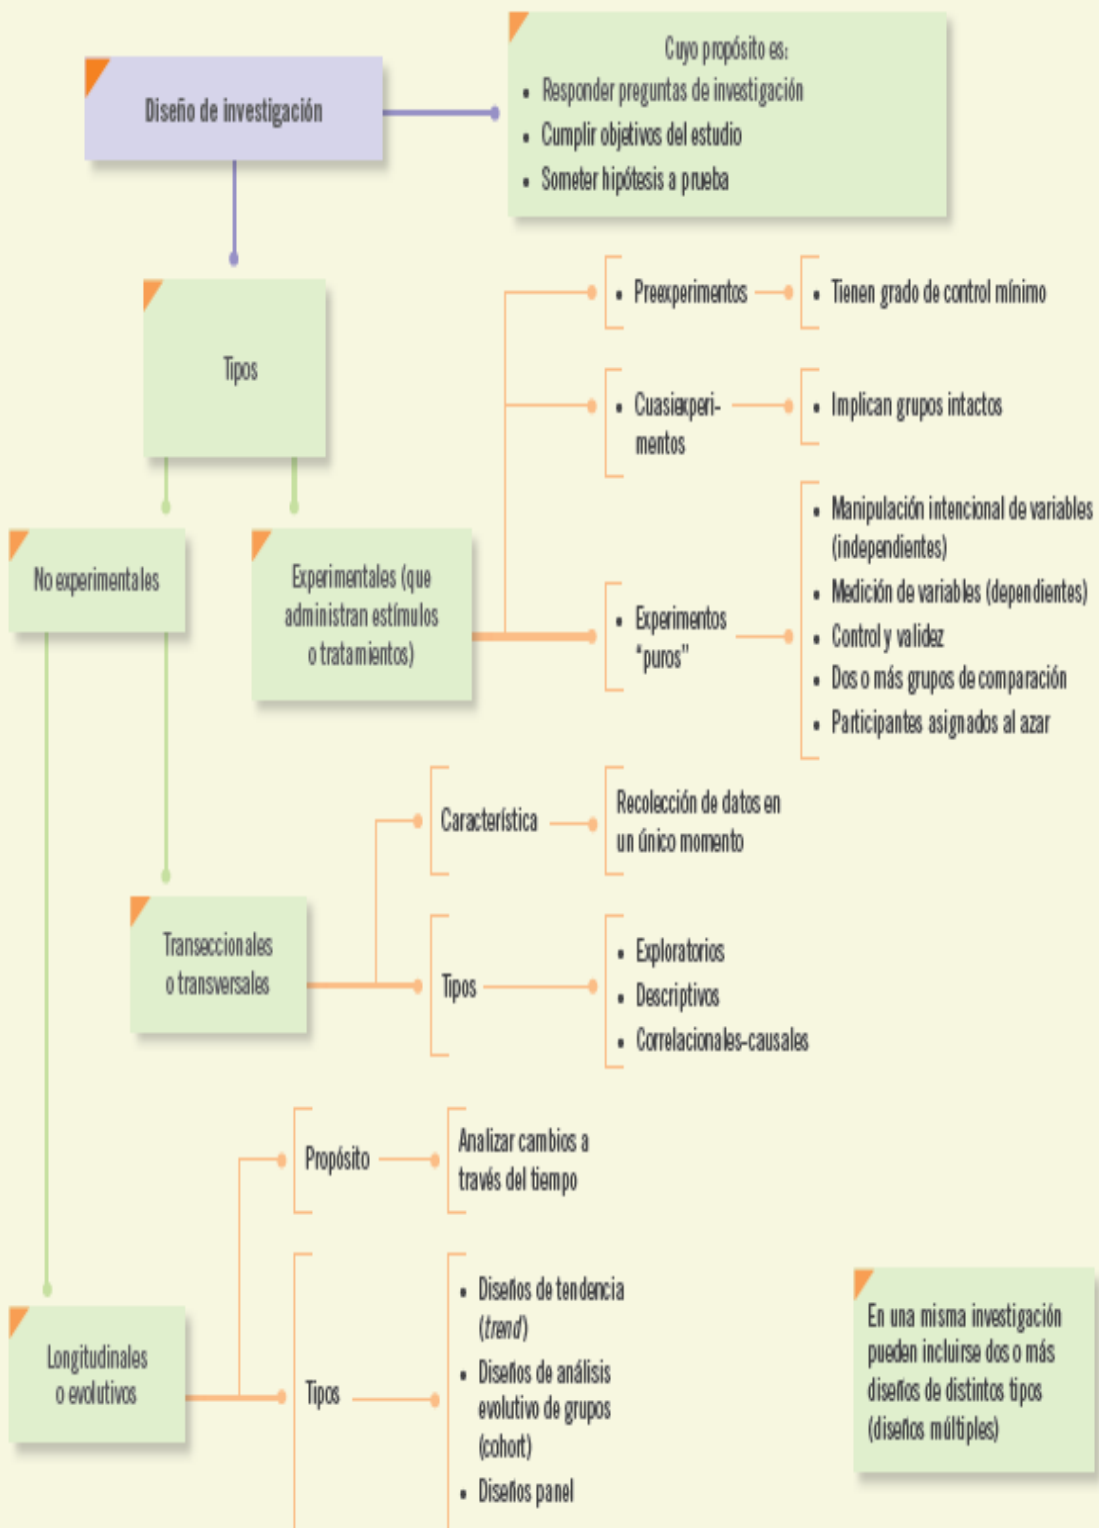 Diseño de investigación
Cuyo propósito es:
• Responder preguntas de investigación
• Cumplir objetivos del estudio
• Someter hipótesis a prueba
Tipos
No experimentales
Experimentales (que
administran estímulos
o tratamientos)
• Preexperimentos
• Tienen grado de control mínimo
• Cuasiexperi-
mentos
• Implican grupos intactos
• Experimentos
“puros”
• Manipulación intencional de variables
(independientes)
• Medición de variables (dependientes)
• Control y validez
• Dos o más grupos de comparación
• Participantes asignados al azar
Transeccionales
o transversales
Característica
Recolección de datos en
un único momento
Tipos
• Exploratorios
• Descriptivos
• Correlacionales-causales
Longitudinales
o evolutivos
Propósito
Analizar cambios a
través del tiempo
Tipos
• Diseños de tendencia
(trend)
• Diseños de análisis
evolutivo de grupos
(cohort)
• Diseños panel
En una misma investigación
pueden incluirse dos o más
diseños de distintos tipos
(diseños múltiples)